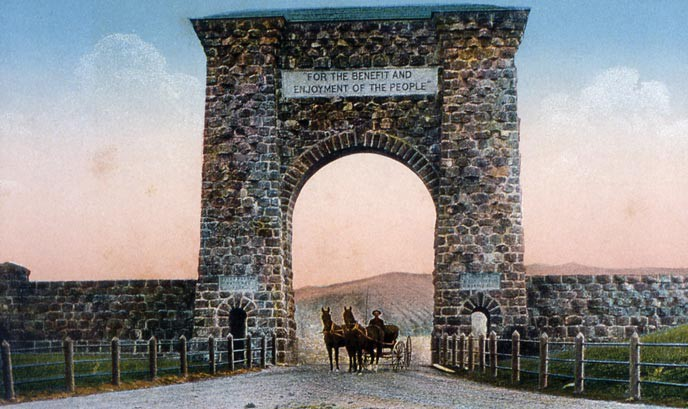 "FOR THE BENEFIT AND
ENJOYMENT OF THE PEOPLE"